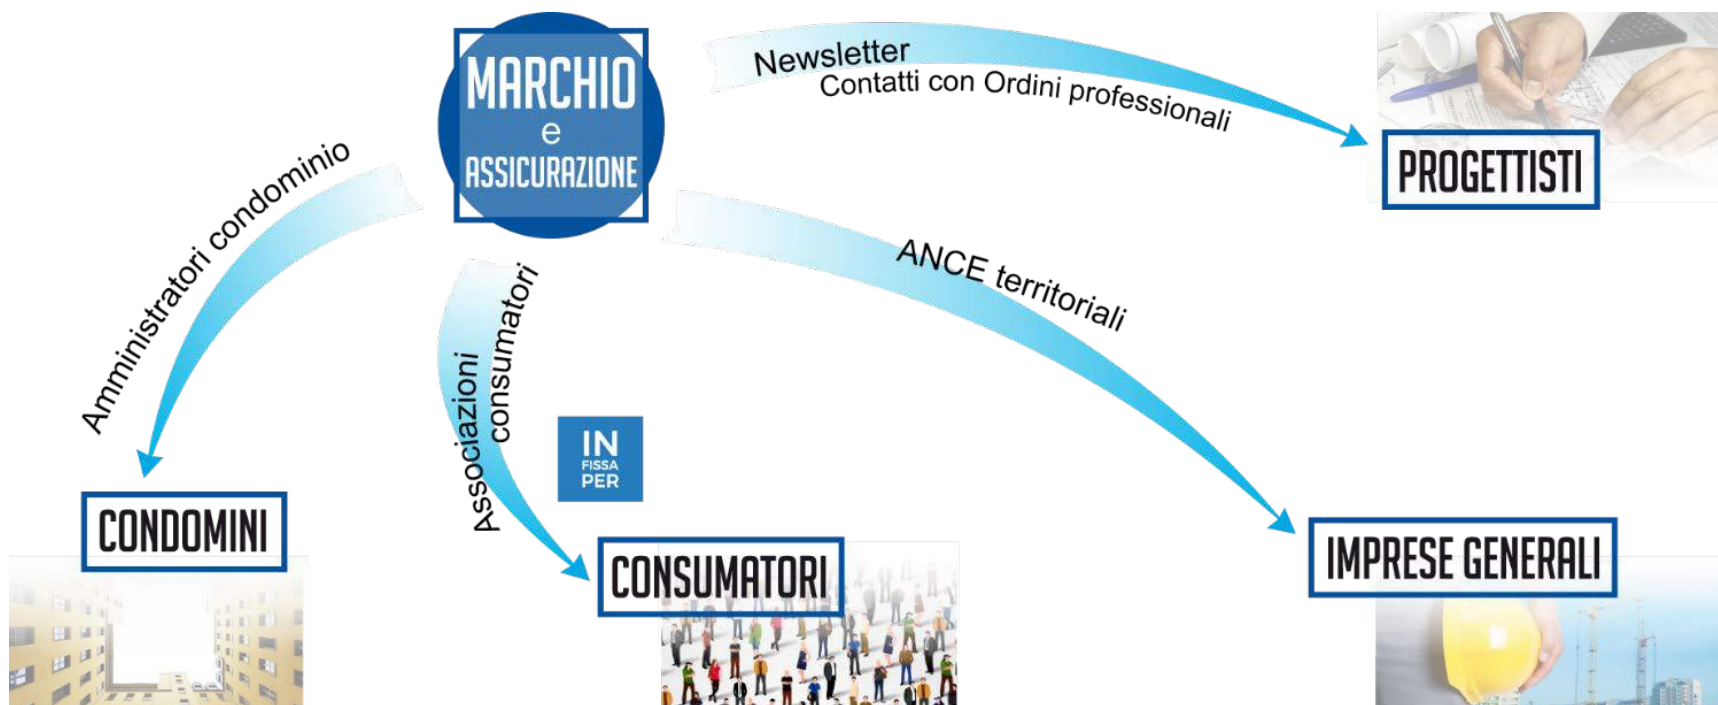 MARCHIO
e
ASSICURAZIONE
Newsletter
Contatti con Ordini professionali
PROGETTISTI
Amministratori condominio
ANCE territoriali
Associazioni
consumatori
IN
FISSA
PER
CONDOMINI
CONSUMATORI
IMPRESE GENERALI